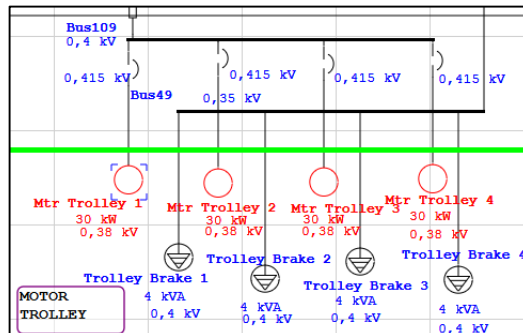 Bus109
0,4 kV
0,415 kV
0,415 kV
0,415 kV
0,415 kV
Bus49
0,35 kV
Mtr Trolley 1
30 kW
0,38 kV
Mtr Trolley 2
30 kW
0,38 kV
Mtr Trolley 3
30 kW
0,38 kV
Mtr Trolley 4
30 kW
0,38 kV
Trolley Brake 1
4 kVA
0,4 kV
Trolley Brake 2
4 kVA
0,4 kV
Trolley Brake 3
4 kVA
0,4 kV
Trolley Brake 4
4 kVA
0,4 kV
MOTOR
TROLLEY